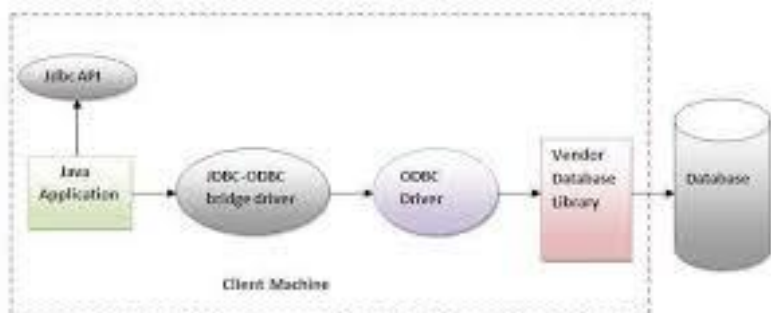 Jdbc API
Java
Application
JDBC-ODBC
bridge driver
ODBC
Driver
Vendor
Database
Library
Database
Client Machine